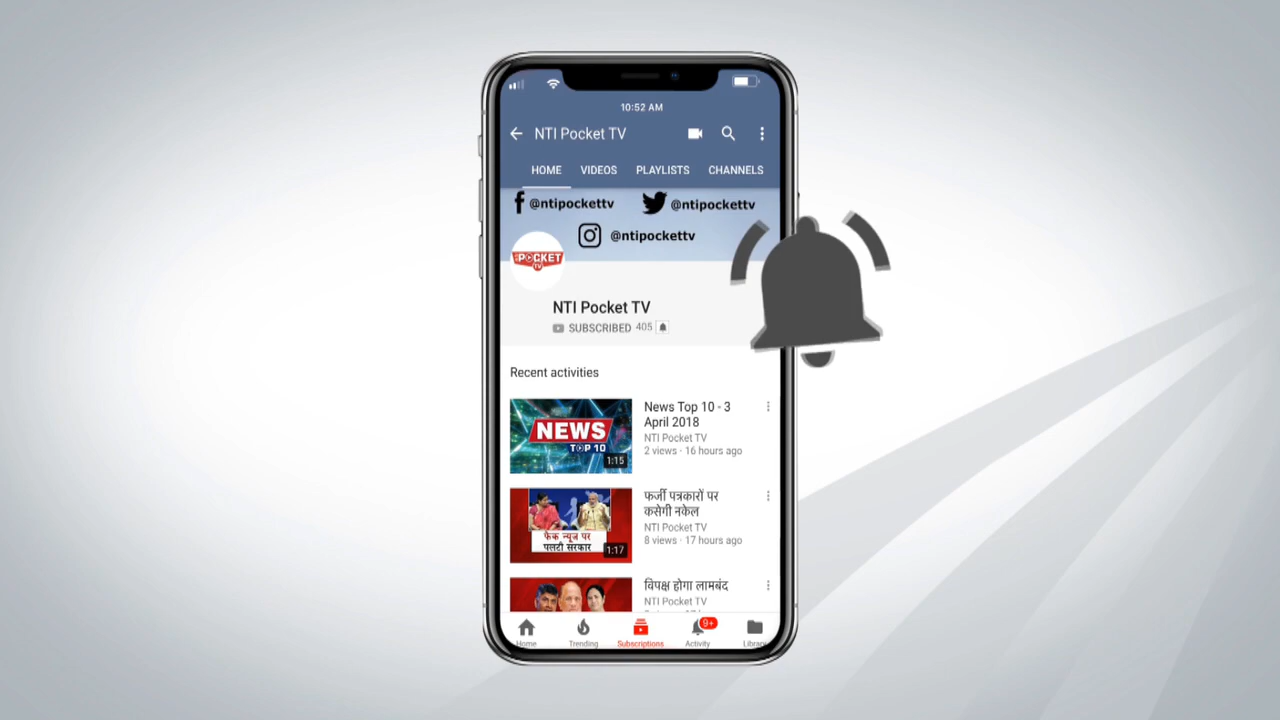 10:52 AM
NTI Pocket TV
HOME VIDEOS PLAYLISTS CHANNELS
@ntipockettv @ntipockettv
@ntipockettv
POCKET
TV
NTI Pocket TV
SUBSCRIBED 405
Recent activities
NEWS
TOP 10
1:15
News Top 10 - 3
April 2018
NTI Pocket TV
2 views · 16 hours ago
फेक न्यूज पर
पलटी सरकार
1:17
फर्जी पत्रकारों पर
कसेगी नकेल
NTI Pocket TV
8 views · 17 hours ago
विपक्ष होगा लामबंद
NTI Pocket TV
9+
Home Trending Subscriptions Activity Library